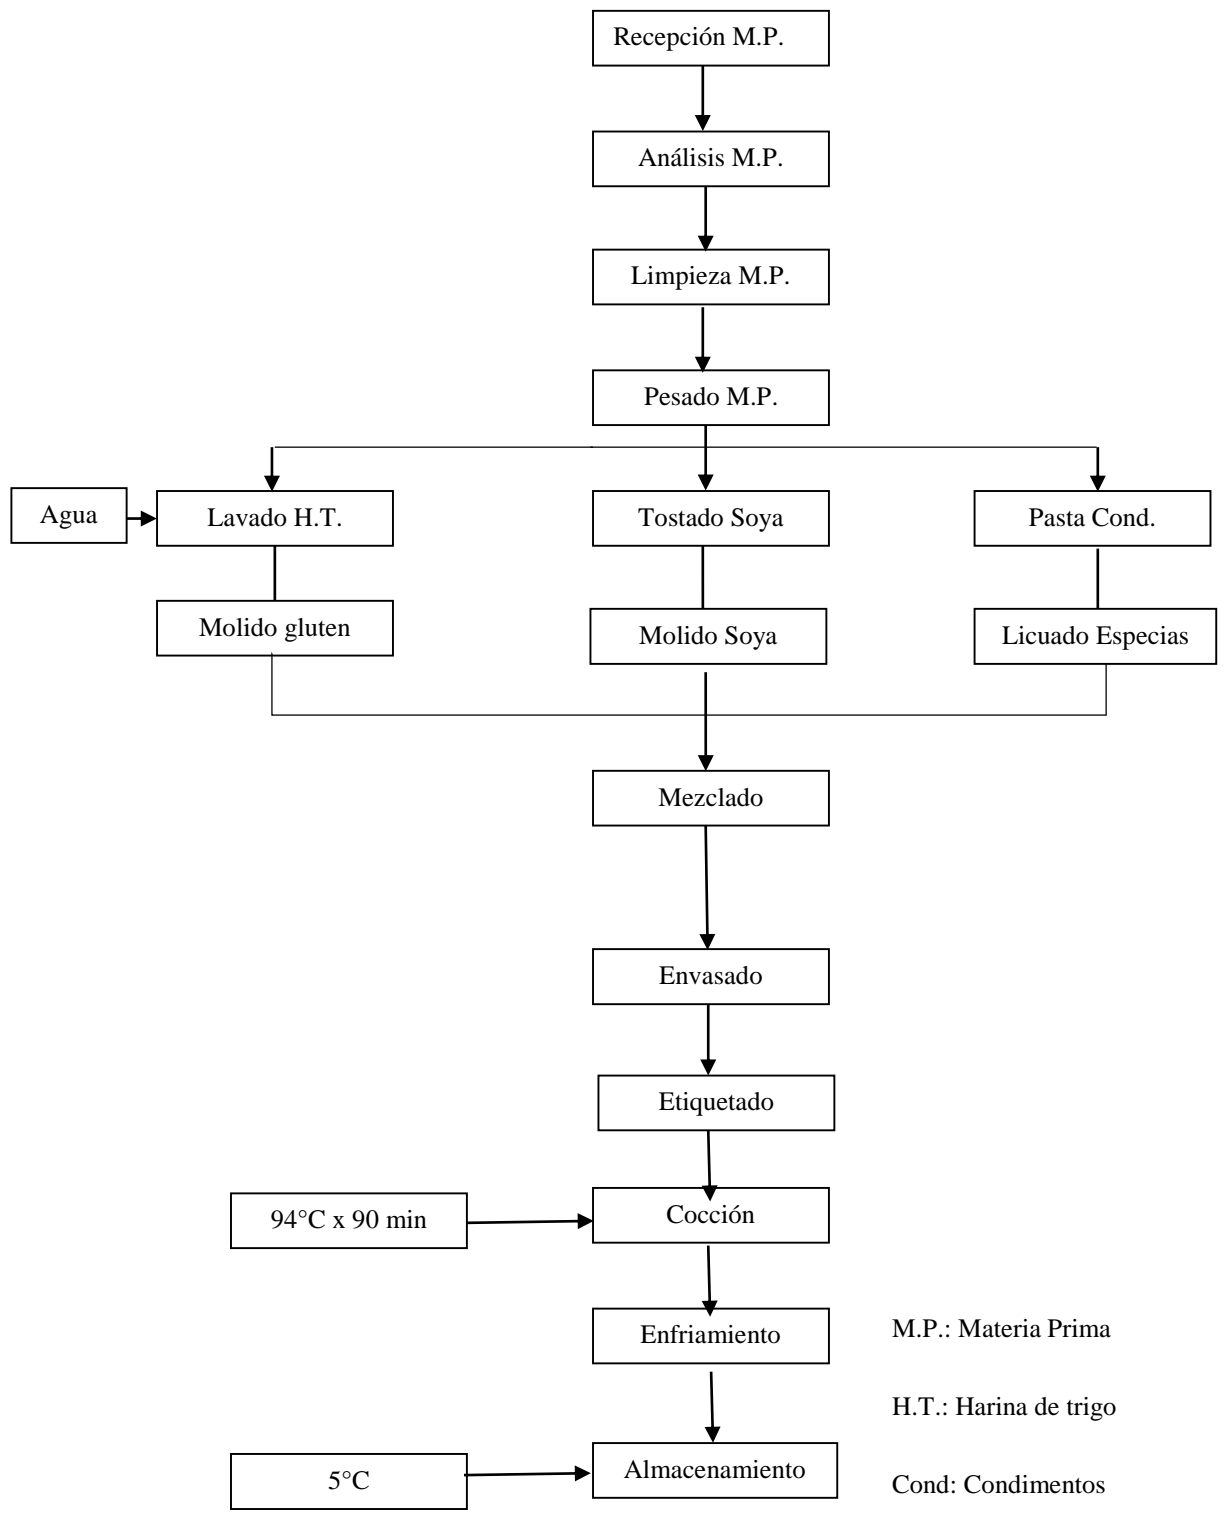 Recepción M.P.
Análisis M.P.
Limpieza M.P.
Pesado M.P.
Agua
Lavado H.T.
Tostado Soya
Pasta Cond.
Molido gluten
Molido Soya
Licuado Especias
Mezclado
Envasado
Etiquetado
94°C x 90 min
Cocción
Enfriamiento
M.P.: Materia Prima
H.T.: Harina de trigo
5°C
Almacenamiento
Cond: Condimentos